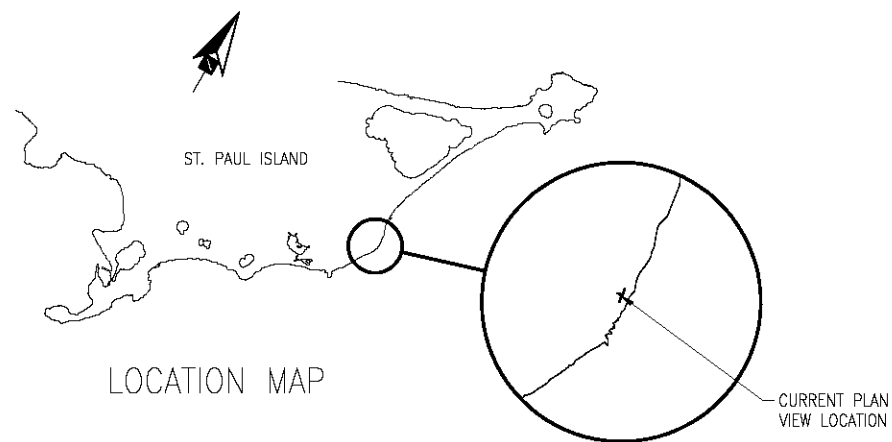 ST. PAUL ISLAND
LOCATION MAP
CURRENT PLAN
VIEW LOCATION